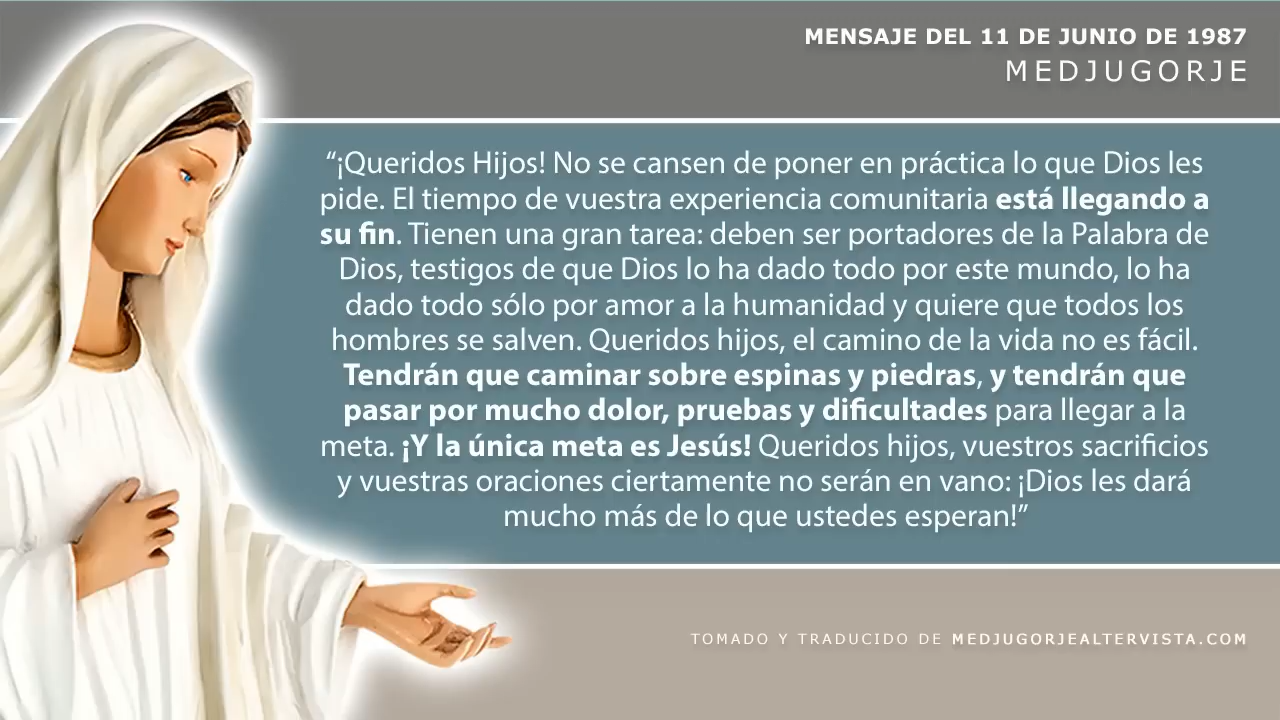 MENSAJE DEL 11 DE JUNIO DE 1987
MEDJUGORJE
“¡Queridos Hijos! No se cansen de poner en práctica lo que Dios les
pide. El tiempo de vuestra experiencia comunitaria está llegando a
su fin. Tienen una gran tarea: deben ser portadores de la Palabra de
Dios, testigos de que Dios lo ha dado todo por este mundo, lo ha
dado todo sólo por amor a la humanidad y quiere que todos los
hombres se salven. Queridos hijos, el camino de la vida no es fácil.
Tendrán que caminar sobre espinas y piedras, y tendrán que
pasar por mucho dolor, pruebas y dificultades para llegar a la
meta. ¡Y la única meta es Jesús! Queridos hijos, vuestros sacrificios
y vuestras oraciones ciertamente no serán en vano: ¡Dios les dará
mucho más de lo que ustedes esperan!”
TOMADO Y TRADUCIDO DE MEDJUGORJEALTERVISTA.COM